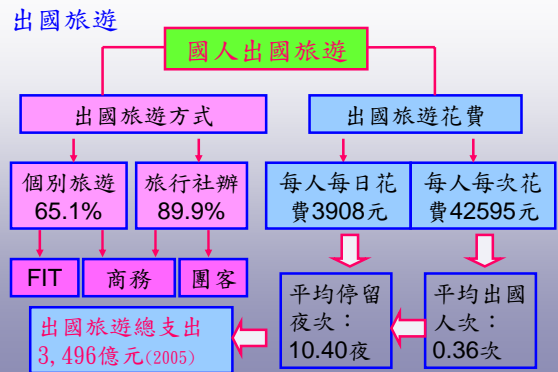 出國旅遊
國人出國旅遊
出國旅遊方式
出國旅遊花費
個別旅遊
65.1%
旅行社辦
89.9%
每人每日花
費3908元
每人每次花
費42595元
FIT
商務
團客
出國旅遊總支出
3,496億元(2005)
平均停留
夜次：
10.40夜
平均出國
人次：
0.36次